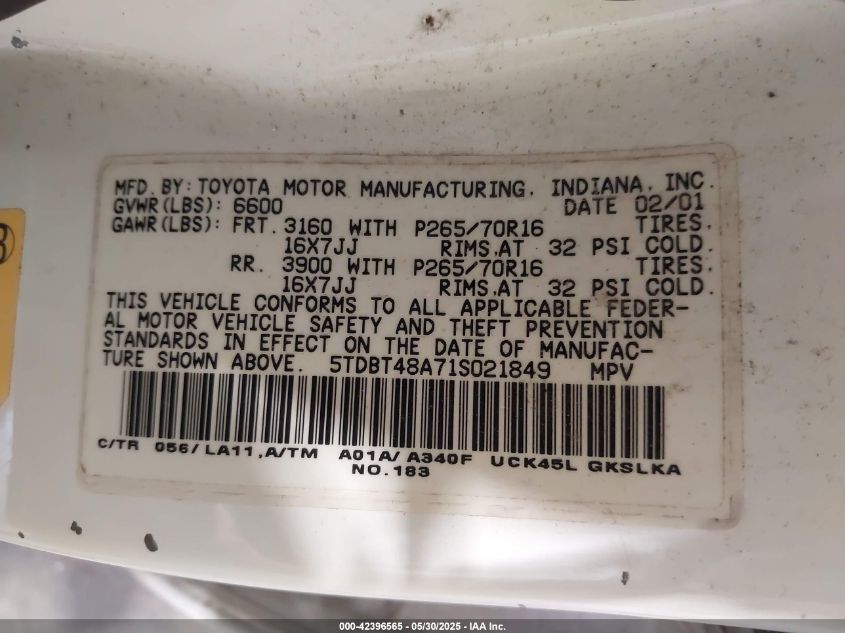 MFD. BY: TOYOTA MOTOR MANUFACTURING, INDIANA, INC.
GVWR(LBS): 6600 DATE 02/01
GAWR(LBS): FRT. 3160 WITH P265/70R16 TIRES.
16X7JJ RIMS.AT 32 PSI COLD.
RR. 3900 WITH P265/70R16 TIRES.
16X7JJ RIMS.AT 32 PSI COLD.
THIS VEHICLE CONFORMS TO ALL APPLICABLE FEDER-
AL MOTOR VEHICLE SAFETY AND THEFT PREVENTION
STANDARDS IN EFFECT ON THE DATE OF MANUFAC-
TURE SHOWN ABOVE. 5TDBT48A71S021849 MPV
C/TR 056/LA11,A/TM A01A/A340F UCK45L GKSLKA
NO.183
000-42396565 - 05/30/2025 - IAA Inc.